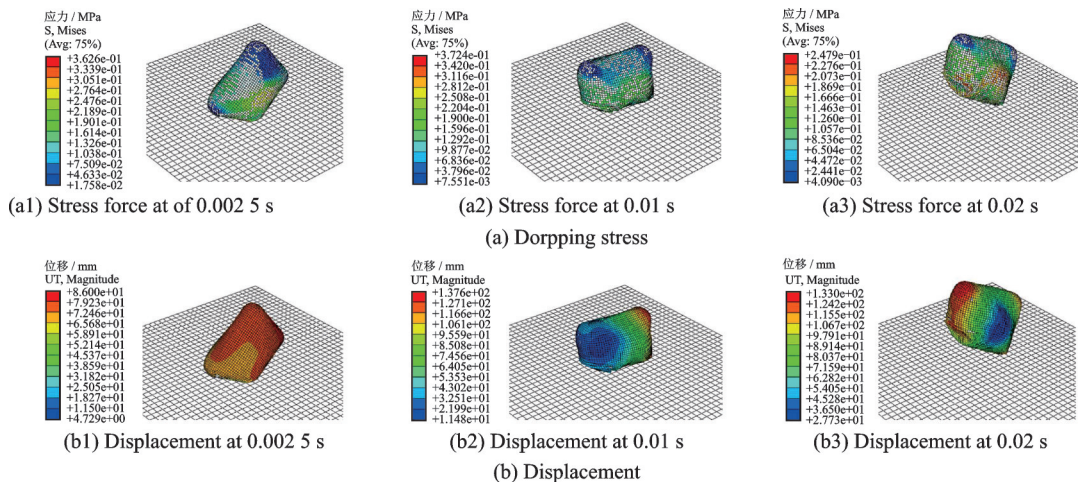 应力 / MPa
S, Mises
(Avg: 75%)
+3.626e−01
+3.339e−01
+3.051e−01
+2.764e−01
+2.476e−01
+2.189e−01
+1.901e−01
+1.614e−01
+1.326e−01
+1.038e−01
+7.509e−02
+4.633e−02
+1.758e−02
(a1) Stress force at of 0.002 5 s
应力 / MPa
S, Mises
(Avg: 75%)
+3.724e−01
+3.420e−01
+3.116e−01
+2.812e−01
+2.508e−01
+2.204e−01
+1.900e−01
+1.596e−01
+1.292e−01
+9.877e−02
+6.836e−02
+3.796e−02
+7.551e−03
(a2) Stress force at 0.01 s
应力 / MPa
S, Mises
(Avg: 75%)
+2.479e−01
+2.276e−01
+2.073e−01
+1.869e−01
+1.666e−01
+1.463e−01
+1.260e−01
+1.057e−01
+8.536e−02
+6.504e−02
+4.472e−02
+2.441e−02
+4.090e−03
(a3) Stress force at 0.02 s
(a) Dorpping stress
位移 / mm
UT, Magnitude
+8.600e+01
+7.923e+01
+7.246e+01
+6.568e+01
+5.891e+01
+5.214e+01
+4.537e+01
+3.859e+01
+3.182e+01
+2.505e+01
+1.827e+01
+1.150e+01
+4.729e+00
(b1) Displacement at 0.002 5 s
位移 / mm
UT, Magnitude
+1.376e+02
+1.271e+02
+1.166e+02
+1.061e+02
+9.559e+01
+8.508e+01
+7.456e+01
+6.405e+01
+5.353e+01
+4.302e+01
+3.251e+01
+2.199e+01
+1.148e+01
(b2) Displacement at 0.01 s
位移 / mm
UT, Magnitude
+1.330e+02
+1.242e+02
+1.155e+02
+1.067e+02
+9.791e+01
+8.914e+01
+8.037e+01
+7.159e+01
+6.282e+01
+5.405e+01
+4.528e+01
+3.650e+01
+2.773e+01
(b3) Displacement at 0.02 s
(b) Displacement